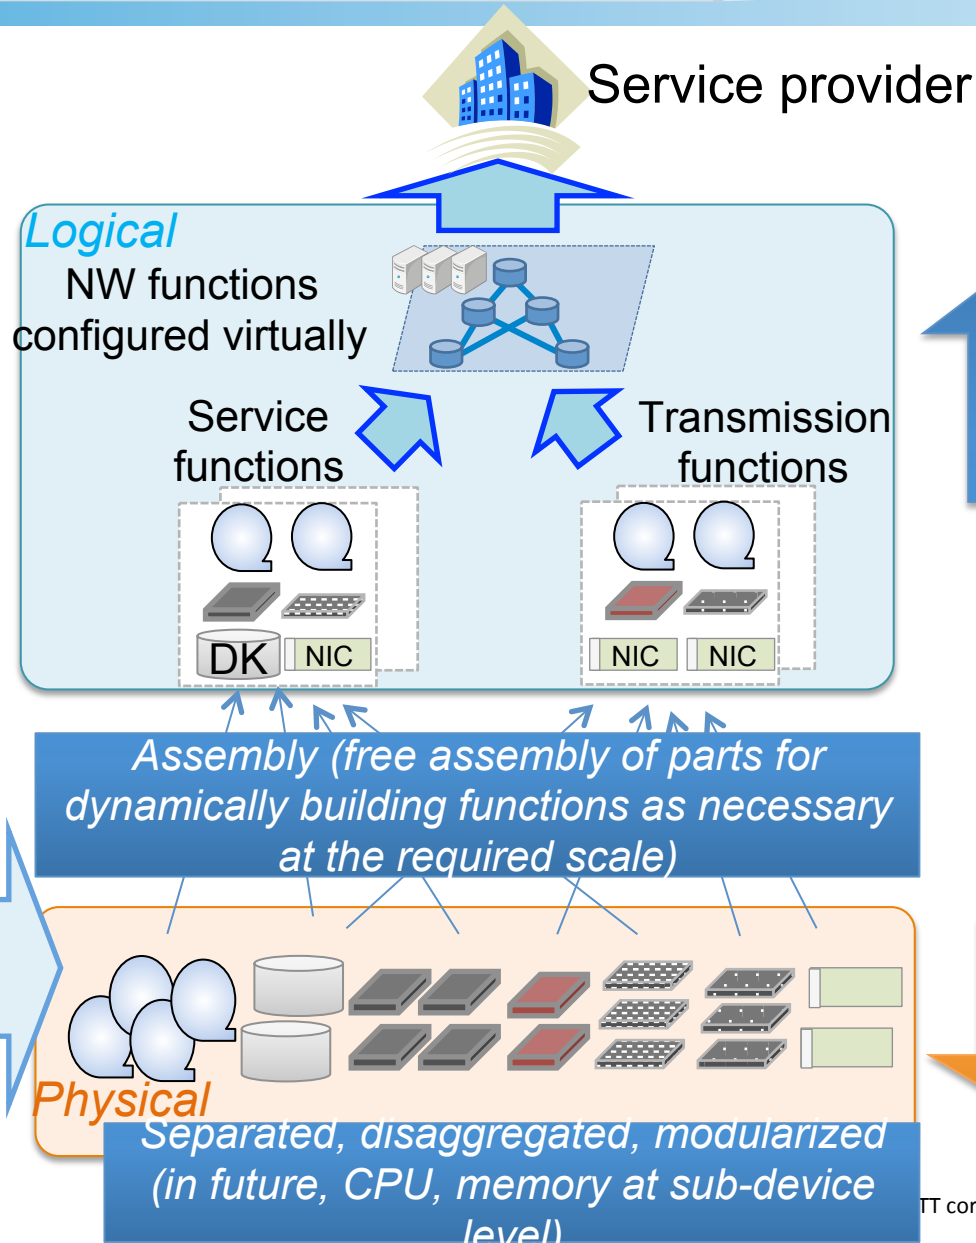 Service provider
Logical
NW functions
configured virtually
Service
functions
Transmission
functions
DK
NIC
NIC
NIC
Assembly (free assembly of parts for
dynamically building functions as necessary
at the required scale)
Physical
Separated, disaggregated, modularized
(in future, CPU, memory at sub-device
level)
TT cor